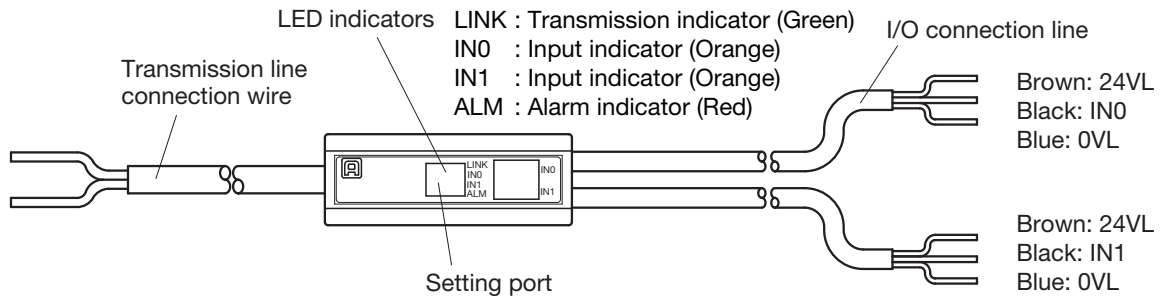 LED indicators
LINK : Transmission indicator (Green)
IN0 : Input indicator (Orange)
IN1 : Input indicator (Orange)
ALM : Alarm indicator (Red)
I/O connection line
Transmission line
connection wire
Brown: 24VL
Black: IN0
Blue: 0VL
LINK
IN0
IN1
ALM
IN0
IN1
Brown: 24VL
Black: IN1
Blue: 0VL
Setting port